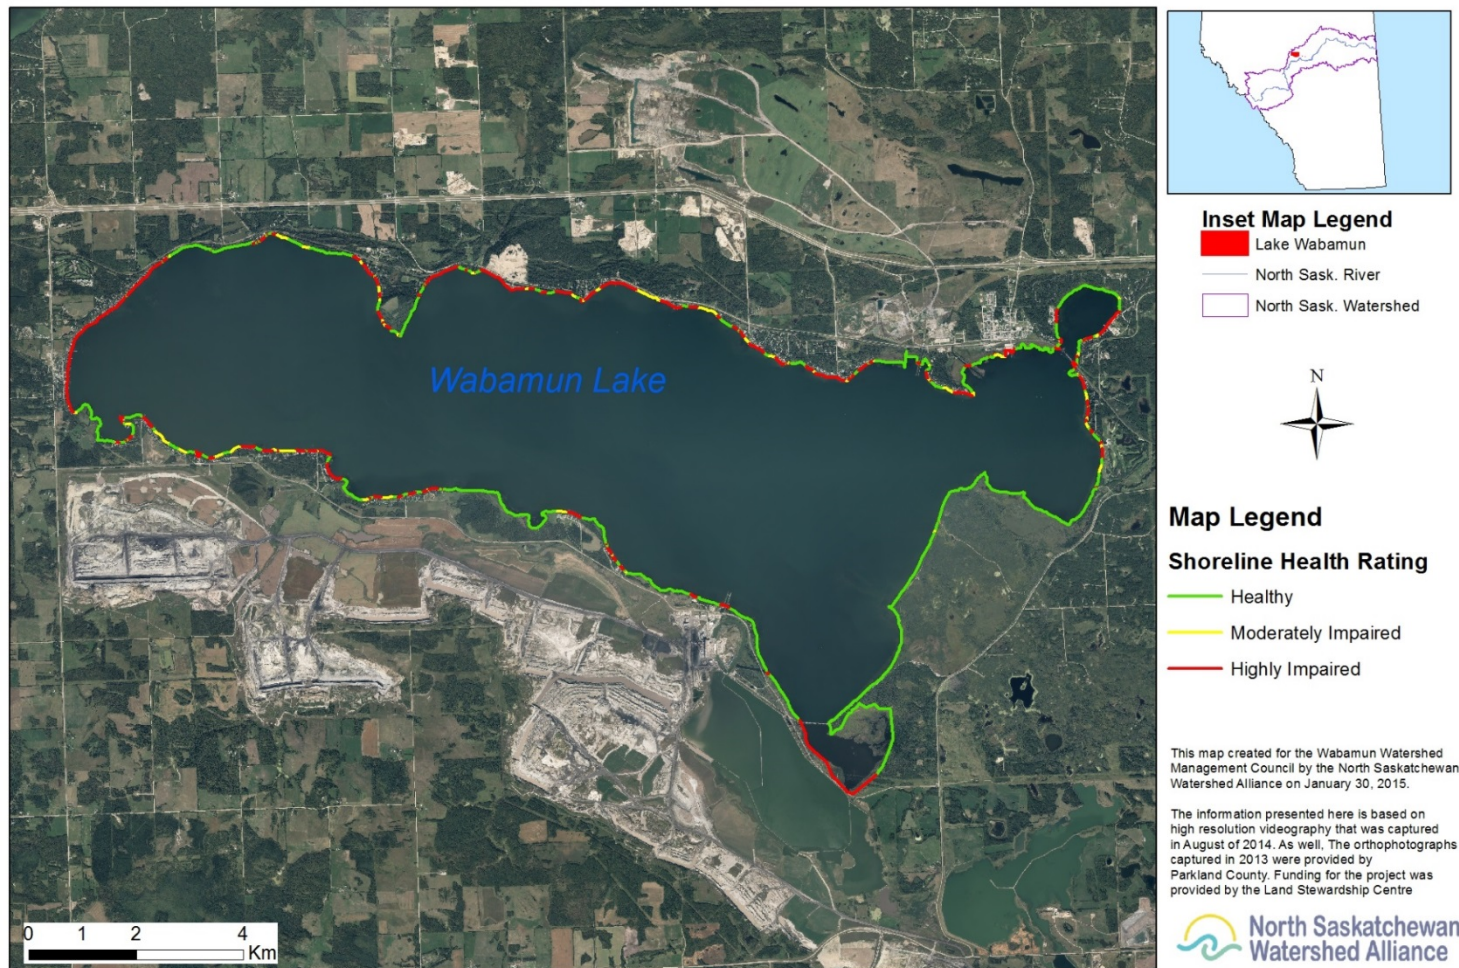 Wabamun Lake
0 1 2 4
Km
Inset Map Legend
Lake Wabamun
North Sask. River
North Sask. Watershed
N
Map Legend
Shoreline Health Rating
Healthy
Moderately Impaired
Highly Impaired
This map created for the Wabamun Watershed
Management Council by the North Saskatchewan
Watershed Alliance on January 30, 2015.
The information presented here is based on
high resolution videography that was captured
in August of 2014. As well, The orthophotographs
captured in 2013 were provided by
Parkland County. Funding for the project was
provided by the Land Stewardship Centre
North Saskatchewan
Watershed Alliance